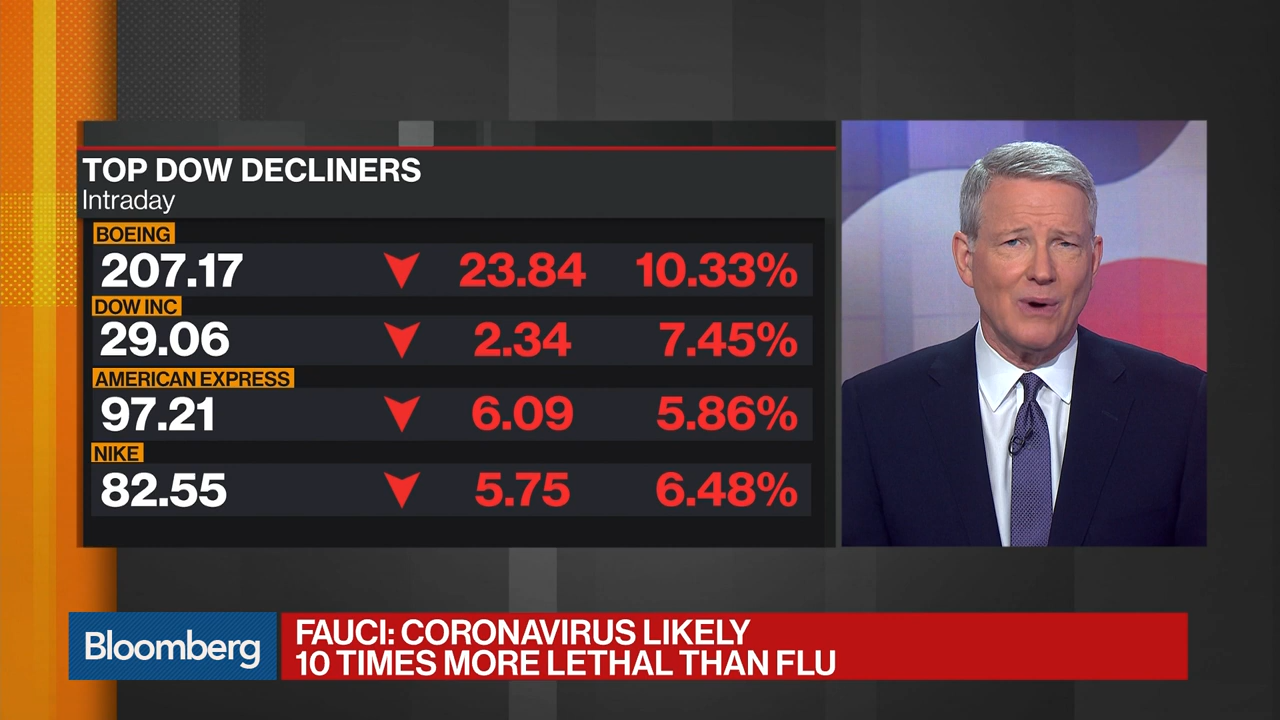 TOP DOW DECLINERS
Intraday
BOEING
207.17 23.84 10.33%
DOW INC
29.06 2.34 7.45%
AMERICAN EXPRESS
97.21 6.09 5.86%
NIKE
82.55 5.75 6.48%
Bloomberg
FAUCI: CORONAVIRUS LIKELY
10 TIMES MORE LETHAL THAN FLU